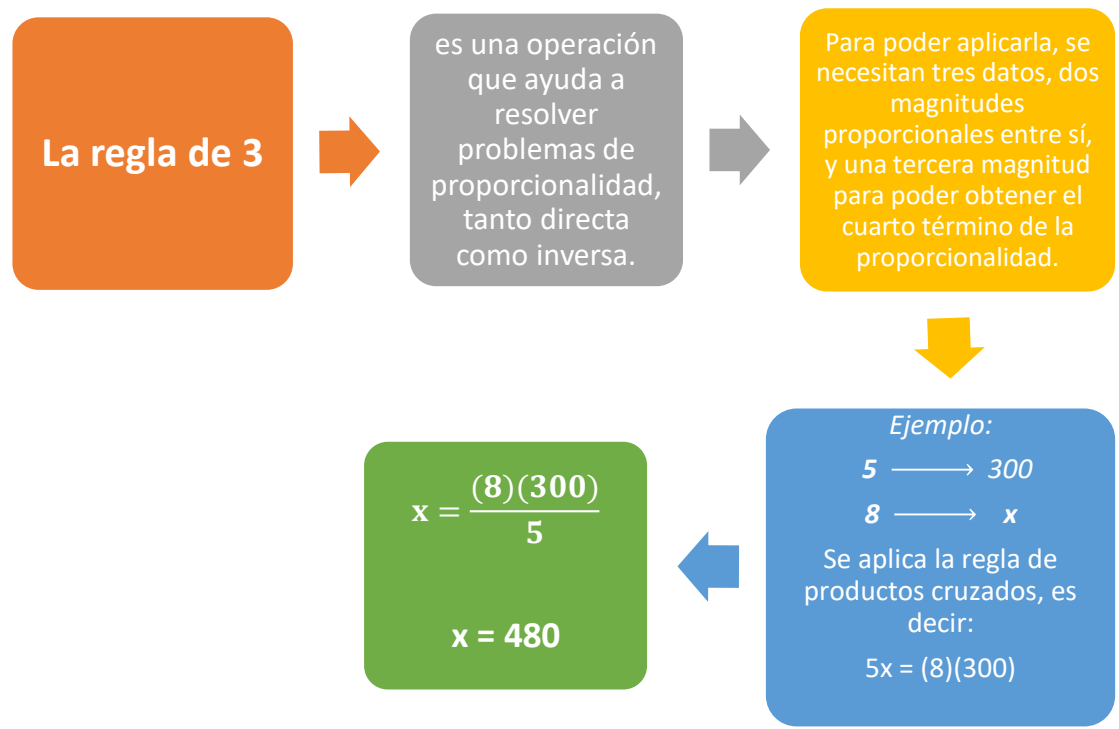 La regla de 3
es una operación
que ayuda a
resolver
problemas de
proporcionalidad,
tanto directa
como inversa.
Para poder aplicarla, se
necesitan tres datos, dos
magnitudes
proporcionales entre sí,
y una tercera magnitud
para poder obtener el
cuarto término de la
proporcionalidad.
Ejemplo:
5 ⟶ 300
8 ⟶ x
Se aplica la regla de
productos cruzados, es
decir:
5x = (8)(300)
x = (8)(300) / 5
x = 480